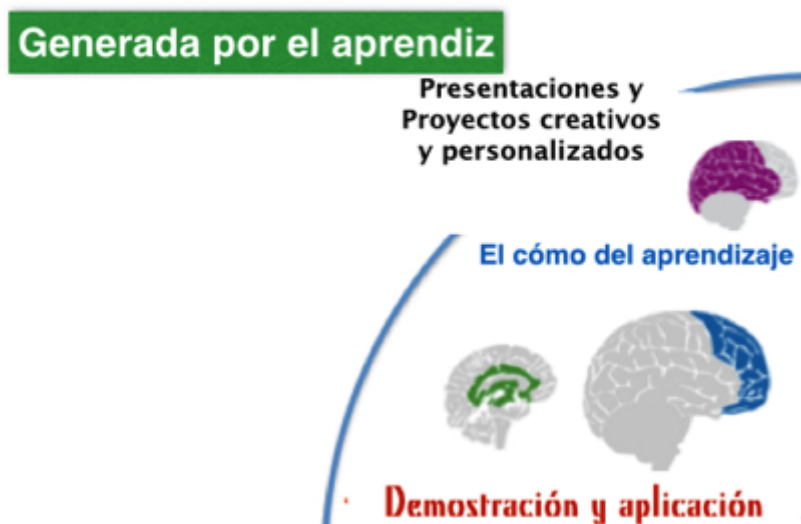 Generada por el aprendiz
Presentaciones y
Proyectos creativos
y personalizados
El cómo del aprendizaje
Demostración y aplicación